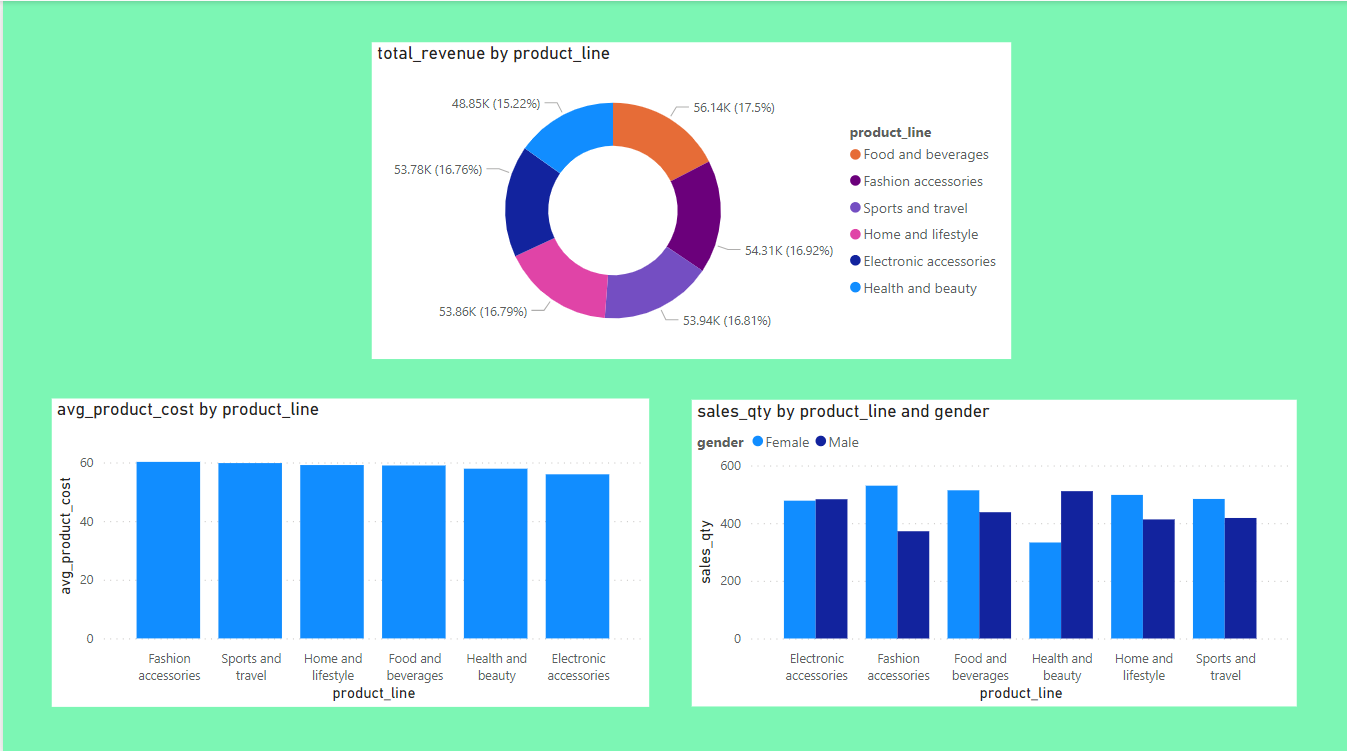 total_revenue by product_line
48.85K (15.22%)
56.14K (17.5%)
53.78K (16.76%)
54.31K (16.92%)
53.86K (16.79%)
53.94K (16.81%)
product_line
Food and beverages
Fashion accessories
Sports and travel
Home and lifestyle
Electronic accessories
Health and beauty
avg_product_cost by product_line
avg_product_cost
60
40
20
0
Fashion accessories
Sports and travel
Home and lifestyle
Food and beverages
Health and beauty
Electronic accessories
product_line
sales_qty by product_line and gender
gender Female Male
sales_qty
600
400
200
0
Electronic accessories
Fashion accessories
Food and beverages
Health and beauty
Home and lifestyle
Sports and travel
product_line